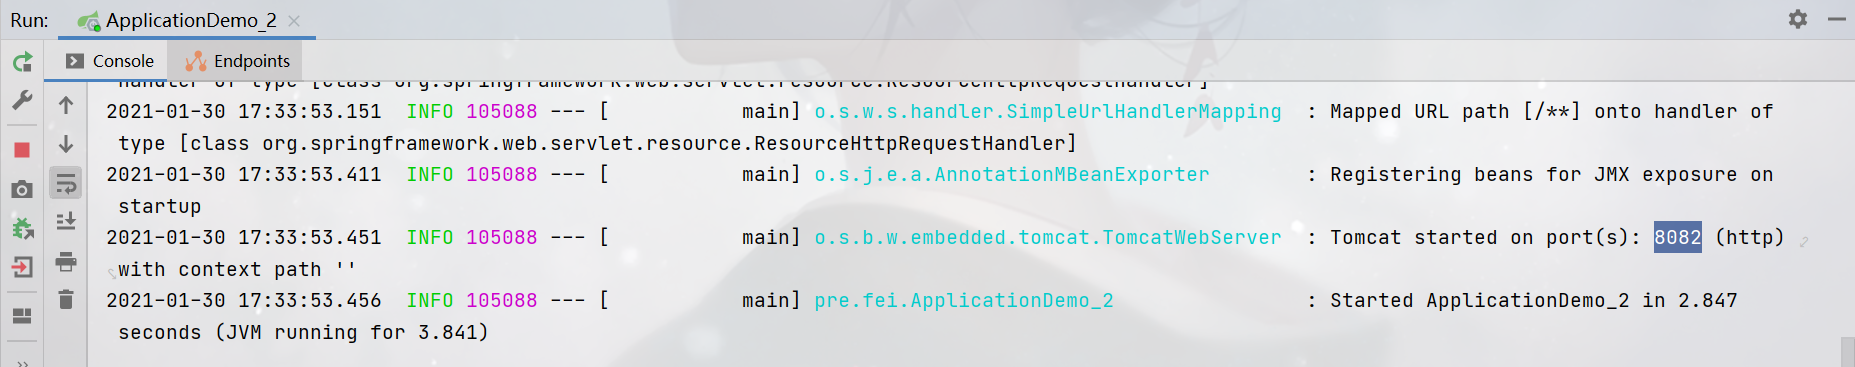 Run: ApplicationDemo_2
Console Endpoints
handler of type [class org.springframework.web.servlet.resource.ResourceHttpRequestHandler]
2021-01-30 17:33:53.151  INFO 105088 --- [           main] o.s.w.s.handler.SimpleUrlHandlerMapping  : Mapped URL path [/**] onto handler of
type [class org.springframework.web.servlet.resource.ResourceHttpRequestHandler]
2021-01-30 17:33:53.411  INFO 105088 --- [           main] o.s.j.e.a.AnnotationMBeanExporter        : Registering beans for JMX exposure on
startup
2021-01-30 17:33:53.451  INFO 105088 --- [           main] o.s.b.w.embedded.tomcat.TomcatWebServer  : Tomcat started on port(s): 8082 (http)
with context path ''
2021-01-30 17:33:53.456  INFO 105088 --- [           main] pre.fei.ApplicationDemo_2                : Started ApplicationDemo_2 in 2.847
seconds (JVM running for 3.841)